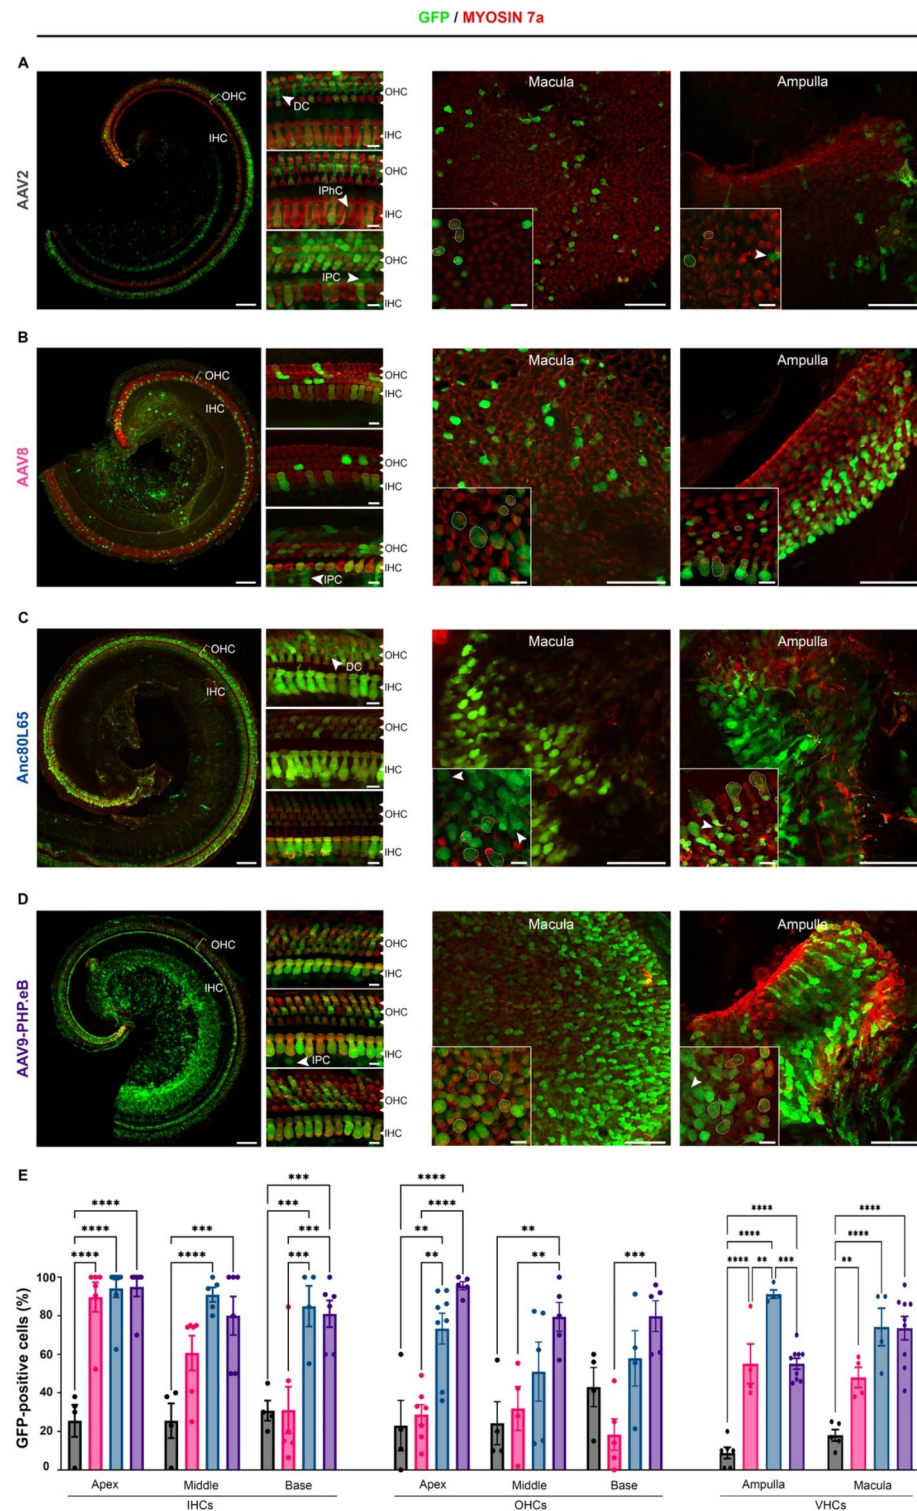 GFP / MYOSIN 7a
A
AAV2
OHC
IHC
DC
OHC
IHC
IPhC
OHC
IHC
IPC
OHC
IHC
Macula
Ampulla
B
AAV8
OHC
IHC
OHC
IHC
OHC
IHC
OHC
IHC
IPC
Macula
Ampulla
C
Anc80L65
OHC
IHC
OHC
DC
IHC
OHC
IHC
OHC
IHC
Macula
Ampulla
D
AAV9-PHP.eB
OHC
IHC
OHC
IHC
OHC
IHC
IPC
OHC
IHC
Macula
Ampulla
E
GFP-positive cells (%)
100
80
60
40
20
0
**** **** ****
*** ****
*** *** *** ***
**** **** ** **
** **
***
**** **** **** ** ***
**** **** **
Apex Middle Base
IHCs
Apex Middle Base
OHCs
Ampulla Macula
VHCs